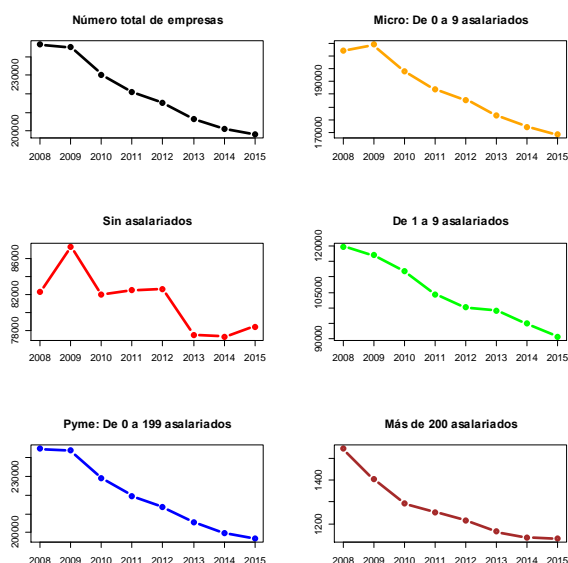 Número total de empresas
230000
200000
2008 2009 2010 2011 2012 2013 2014 2015
Micro: De 0 a 9 asalariados
190000
170000
2008 2009 2010 2011 2012 2013 2014 2015
Sin asalariados
86000
82000
78000
2008 2009 2010 2011 2012 2013 2014 2015
De 1 a 9 asalariados
120000
105000
90000
2008 2009 2010 2011 2012 2013 2014 2015
Pyme: De 0 a 199 asalariados
230000
200000
2008 2009 2010 2011 2012 2013 2014 2015
Más de 200 asalariados
1400
1200
2008 2009 2010 2011 2012 2013 2014 2015